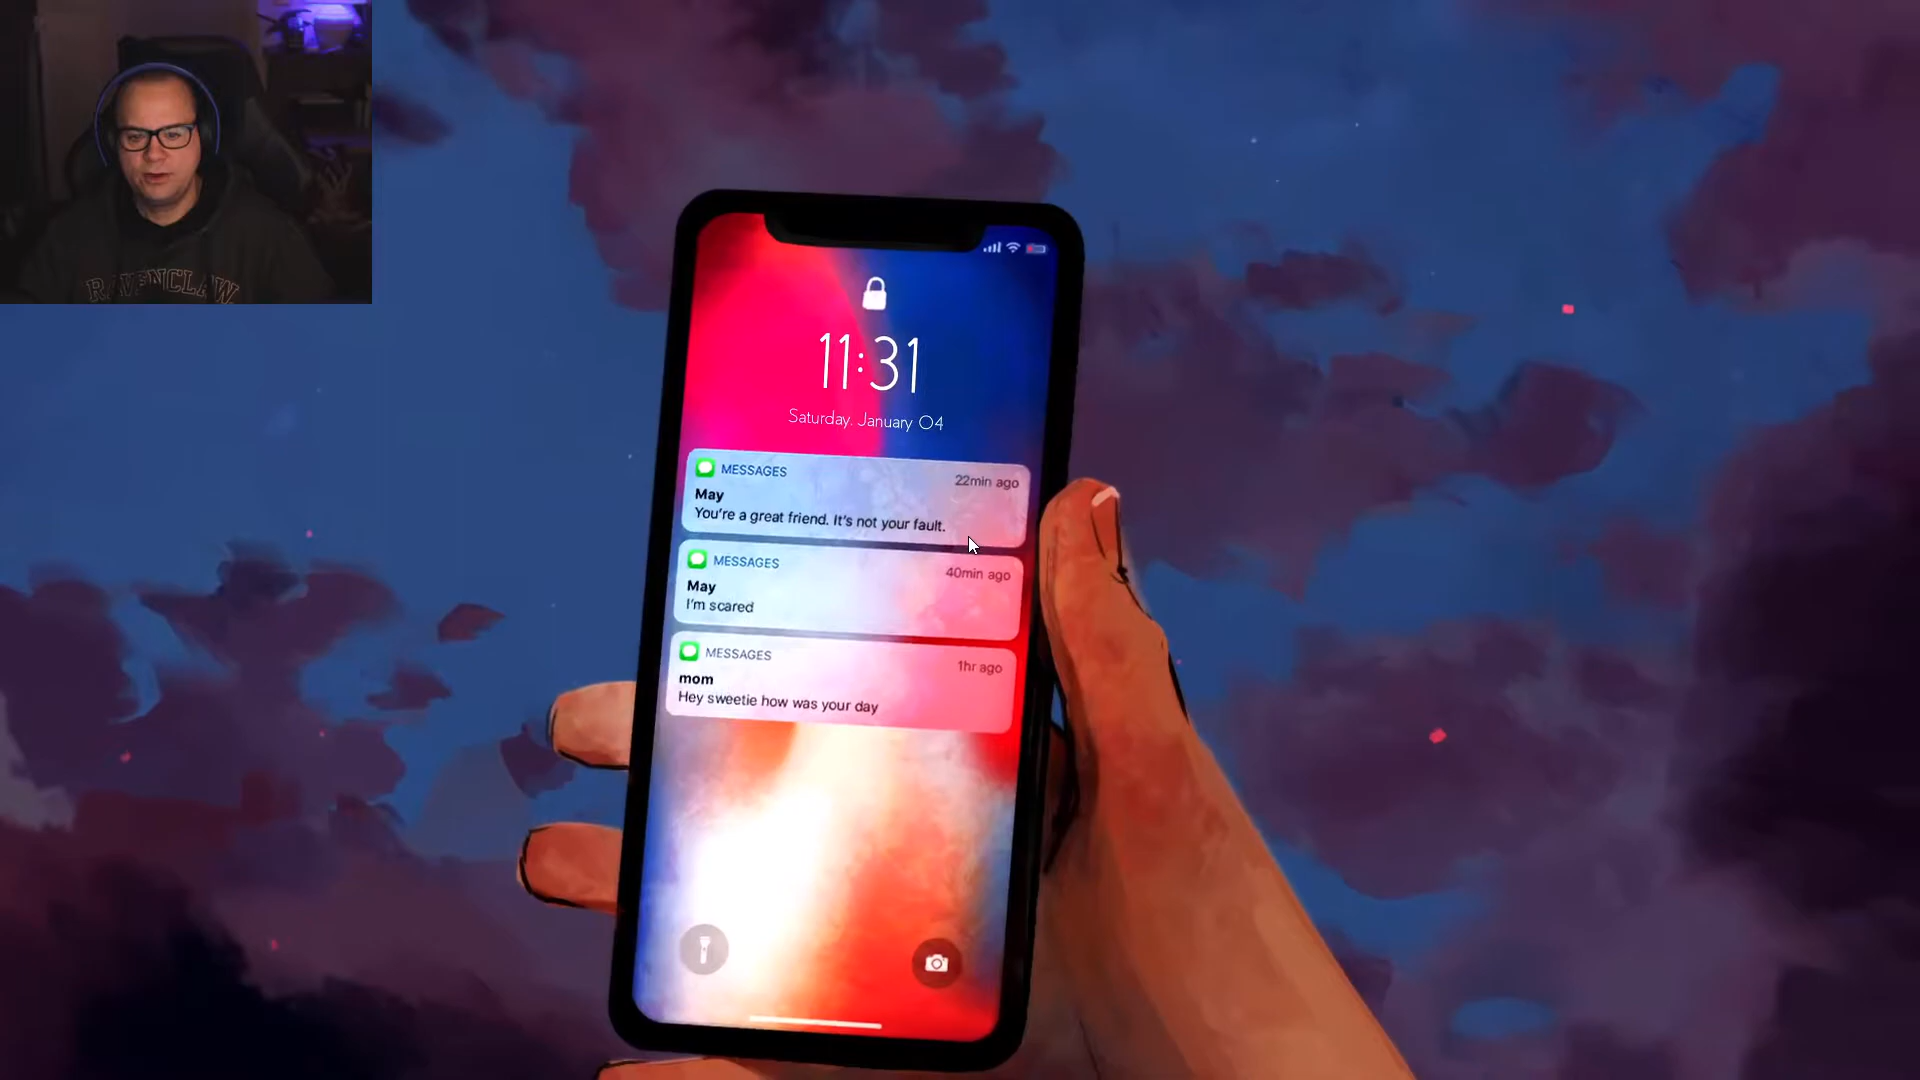 RAVENCLAW
11:31
Saturday. January 04
MESSAGES
22min ago
May
You're a great friend. It's not your fault.
MESSAGES
40min ago
May
I'm scared
MESSAGES
1hr ago
mom
Hey sweetie how was your day